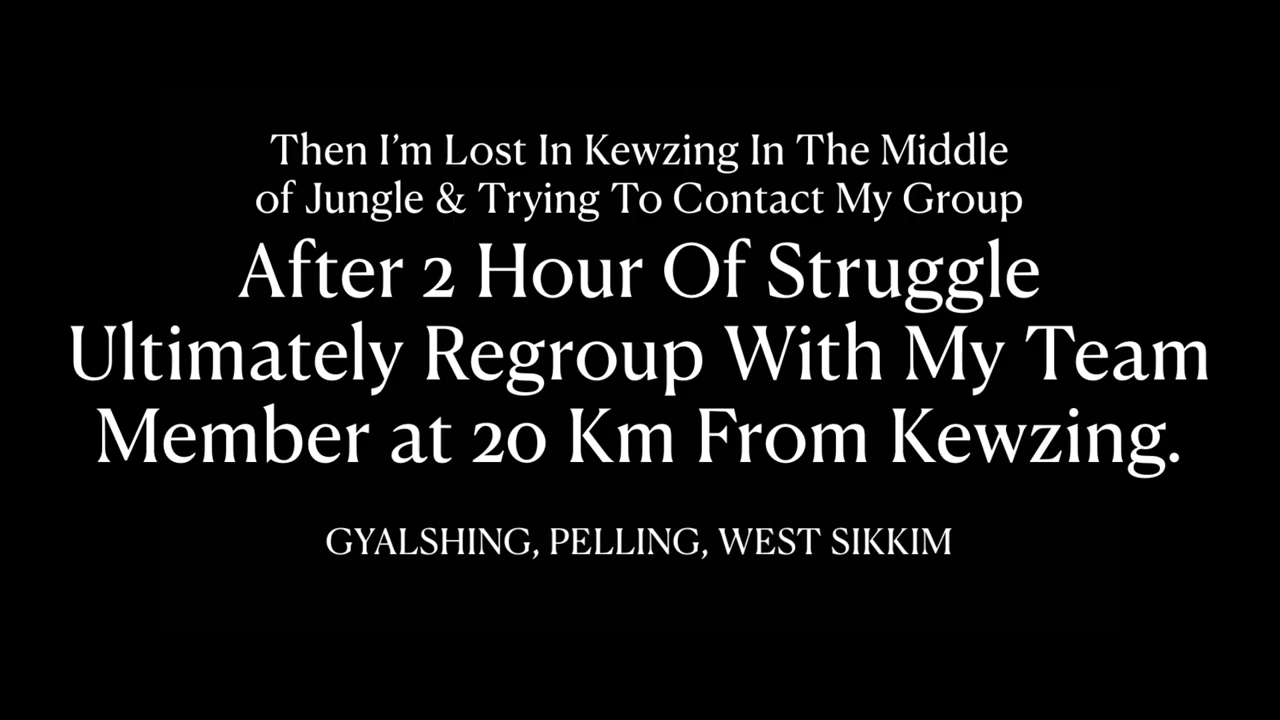 Then I’m Lost In Kewzing In The Middle
of Jungle & Trying To Contact My Group
After 2 Hour Of Struggle
Ultimately Regroup With My Team
Member at 20 Km From Kewzing.
GYALSHING, PELLING, WEST SIKKIM